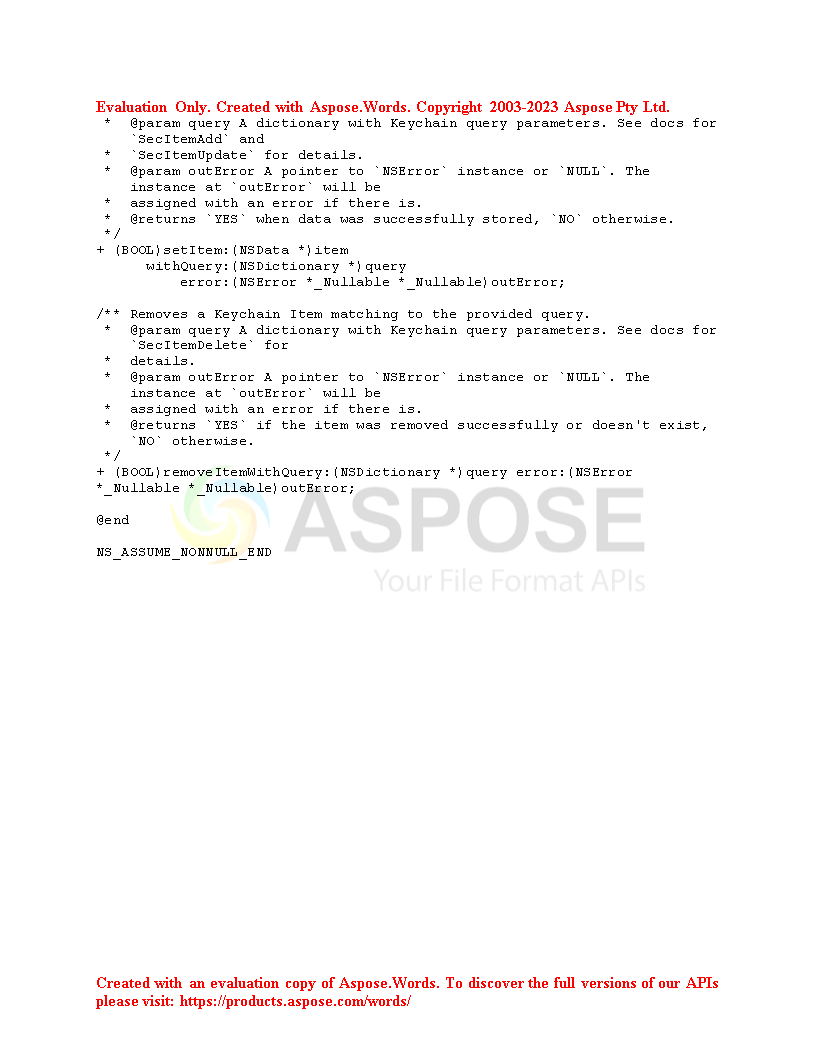 Evaluation Only. Created with Aspose.Words. Copyright 2003-2023 Aspose Pty Ltd.
 *  @param query A dictionary with Keychain query parameters. See docs for
    `SecItemAdd` and
 *  `SecItemUpdate` for details.
 *  @param outError A pointer to `NSError` instance or `NULL`. The
    instance at `outError` will be
 *  assigned with an error if there is.
 *  @returns `YES` when data was successfully stored, `NO` otherwise.
 */
+ (BOOL)setItem:(NSData *)item
      withQuery:(NSDictionary *)query
          error:(NSError *_Nullable *_Nullable)outError;
/** Removes a Keychain Item matching to the provided query.
 *  @param query A dictionary with Keychain query parameters. See docs for
    `SecItemDelete` for
 *  details.
 *  @param outError A pointer to `NSError` instance or `NULL`. The
    instance at `outError` will be
 *  assigned with an error if there is.
 *  @returns `YES` if the item was removed successfully or doesn't exist,
    `NO` otherwise.
 */
+ (BOOL)removeItemWithQuery:(NSDictionary *)query error:(NSError
*_Nullable *_Nullable)outError;
@end
ASPOSE
NS_ASSUME_NONNULL_END
Your File Format APIs
Created with an evaluation copy of Aspose.Words. To discover the full versions of our APIs
please visit: https://products.aspose.com/words/